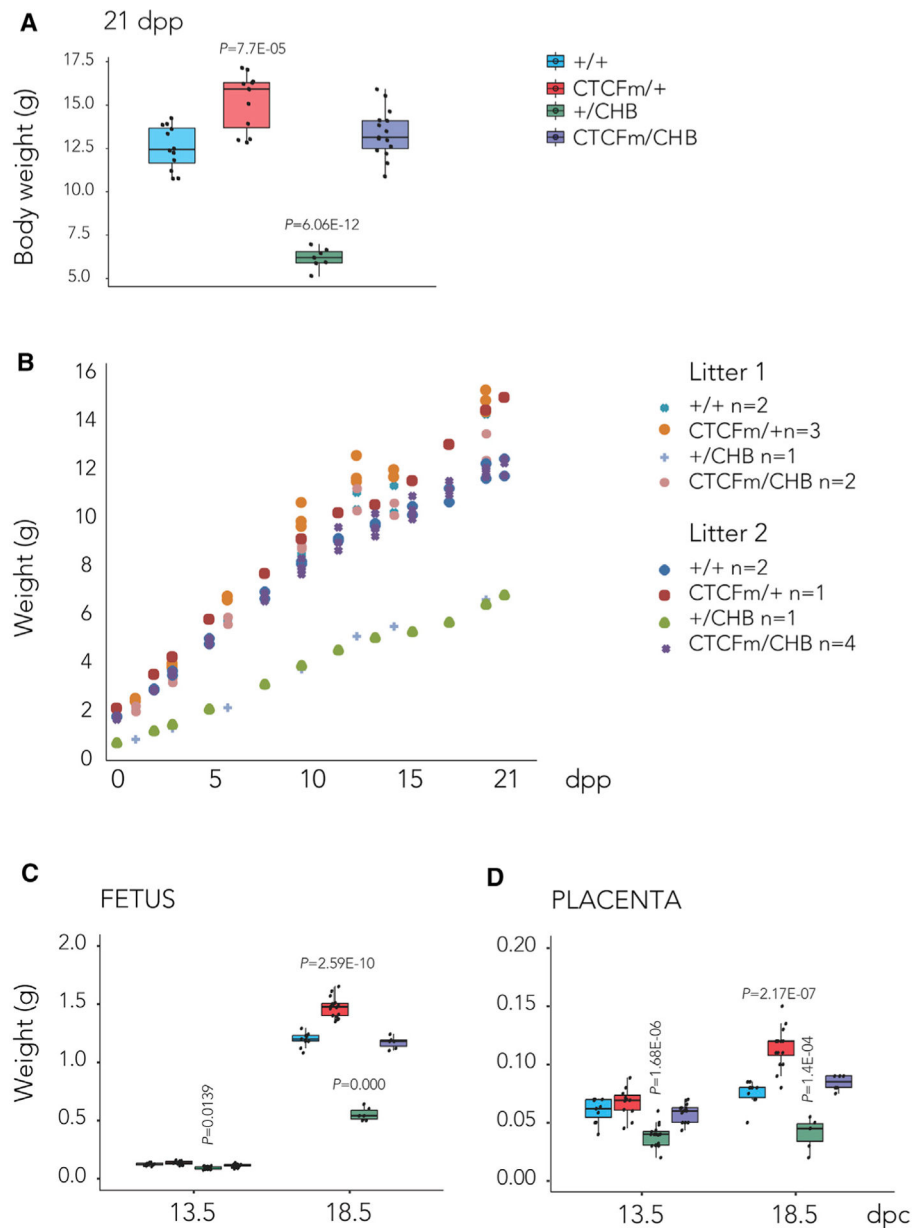 A
21 dpp
P=7.7E-05
P=6.06E-12
Body weight (g)
17.5
15.0
12.5
10.0
7.5
5.0
+/+
CTCFm/+
+/CHB
CTCFm/CHB
B
Weight (g)
16
14
12
10
8
6
4
2
0
0 5 10 15 21 dpp
Litter 1
+/+ n=2
CTCFm/+n=3
+/CHB n=1
CTCFm/CHB n=2
Litter 2
+/+ n=2
CTCFm/+ n=1
+/CHB n=1
CTCFm/CHB n=4
C
FETUS
Weight (g)
2.0
1.5
1.0
0.5
0.0
P=0.0139
P=2.59E-10
P=0.000
13.5 18.5
D
PLACENTA
0.20
0.15
0.10
0.05
0.00
P=1.68E-06
P=2.17E-07
P=1.4E-04
13.5 18.5 dpc